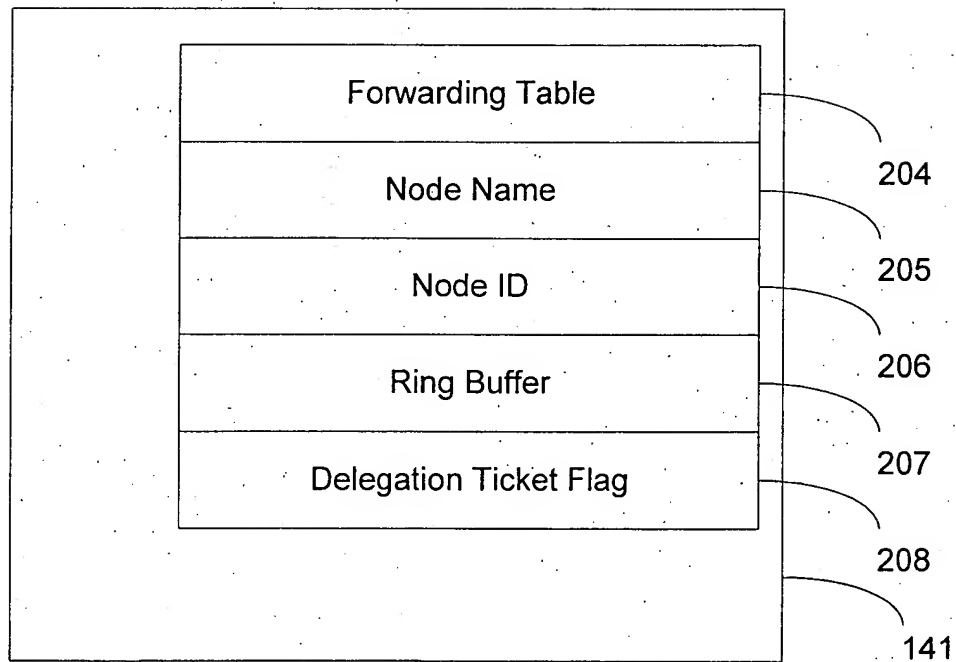 Forwarding Table
204
Node Name
205
Node ID
206
Ring Buffer
207
Delegation Ticket Flag
208
141